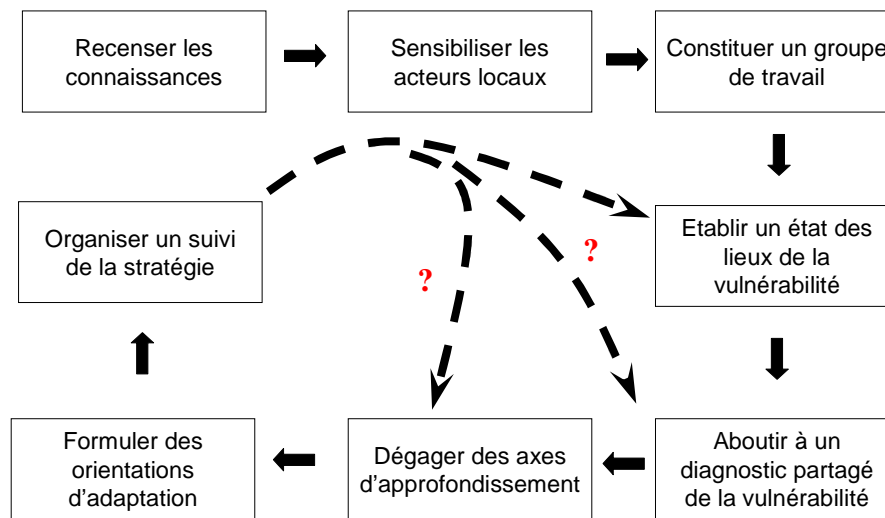 Recenser les
connaissances
Sensibiliser les
acteurs locaux
Constituer un groupe
de travail
Organiser un suivi
de la stratégie
Etablir un état des
lieux de la
vulnérabilité
?
?
Formuler des
orientations
d’adaptation
Dégager des axes
d’approfondissement
Aboutir à un
diagnostic partagé
de la vulnérabilité